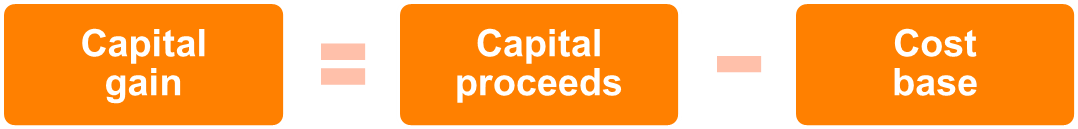 Capital
gain
=
Capital
proceeds
-
Cost
base